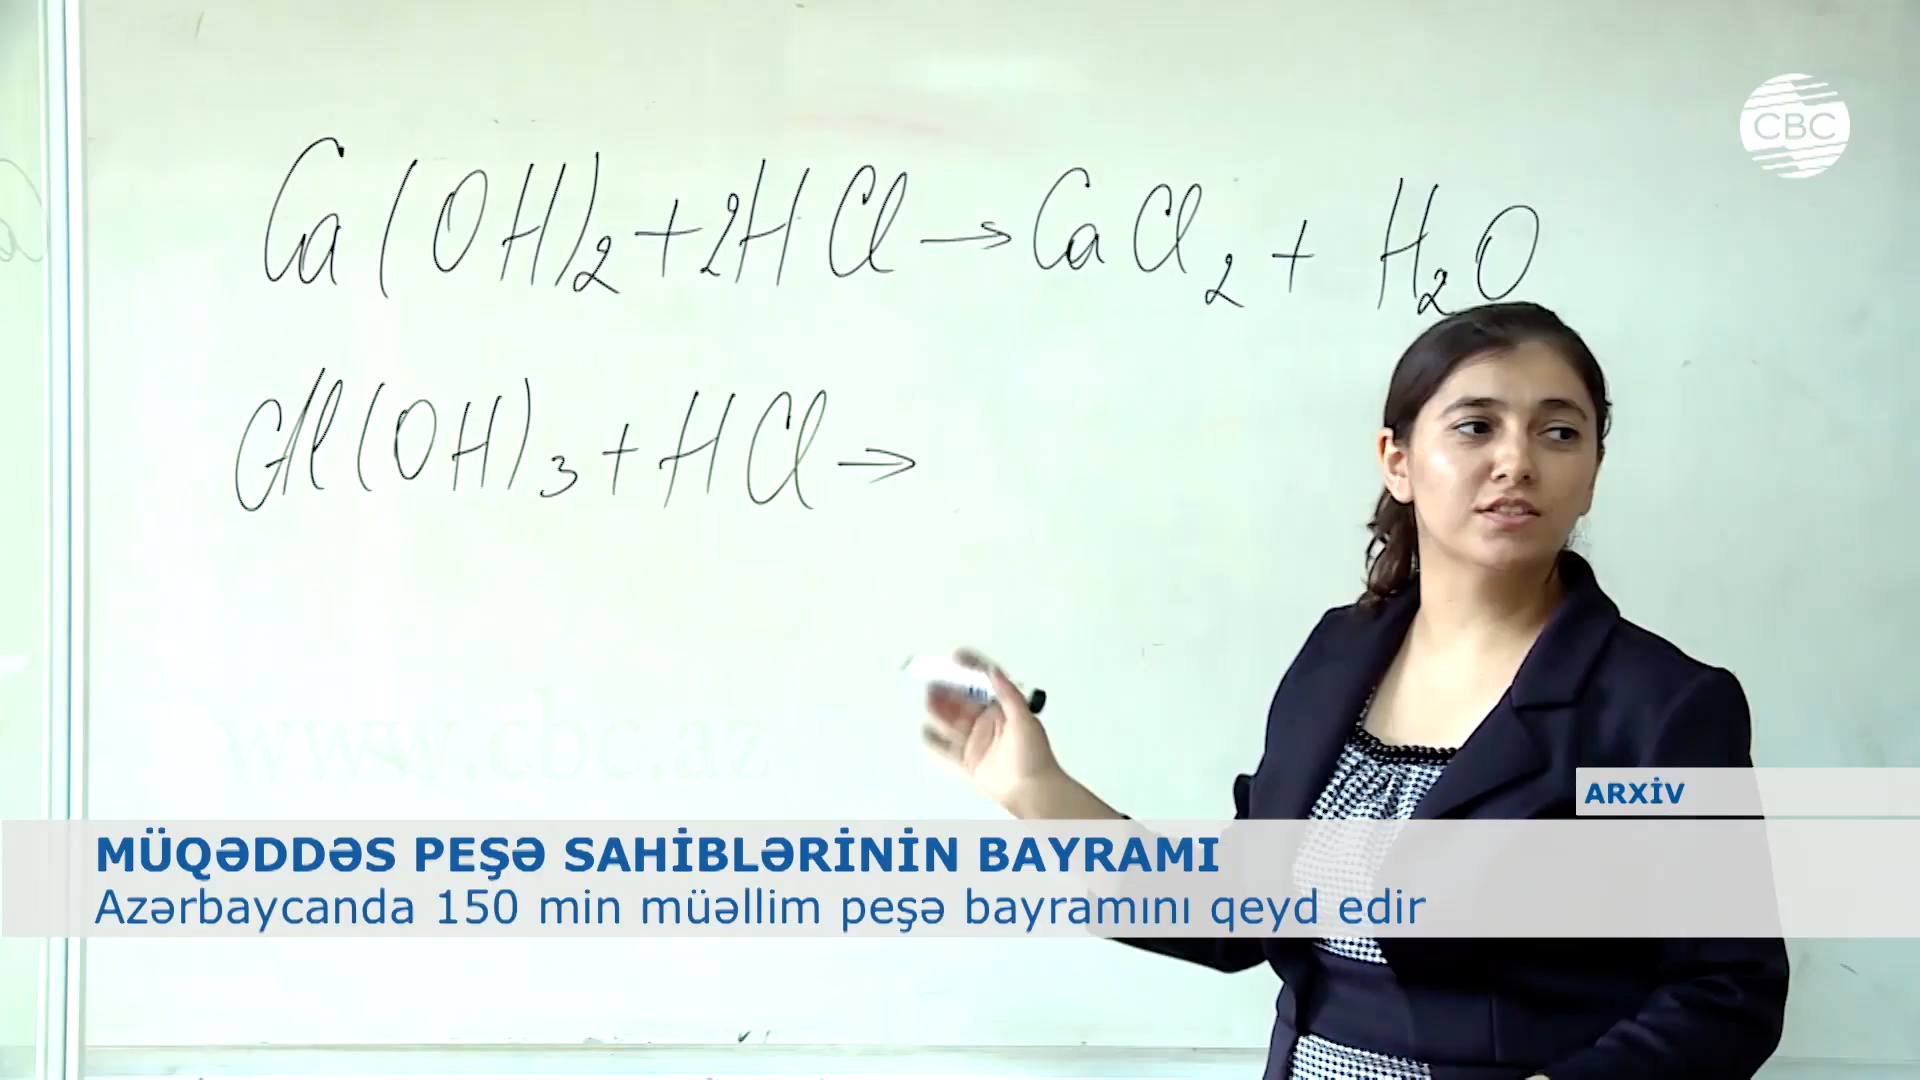 CBC
Ca(OH)₂+2HCl→CaCl₂+H₂O
Al(OH)₃+HCl→
www.cbc.az
ARXİV
MÜQƏDDƏS PEŞƏ SAHİBLƏRİNİN BAYRAMI
Azərbaycanda 150 min müəllim peşə bayramını qeyd edir